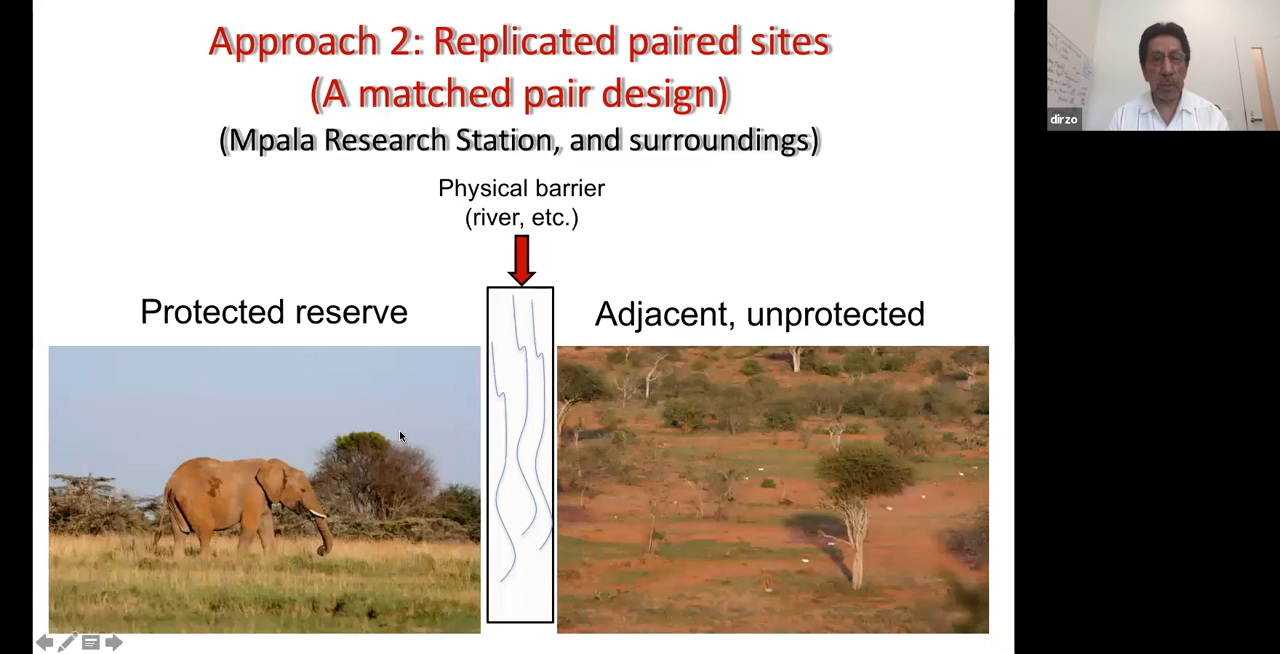 Approach 2: Replicated paired sites
(A matched pair design)
(Mpala Research Station, and surroundings)
Physical barrier
(river, etc.)
Protected reserve
Adjacent, unprotected
dirzo